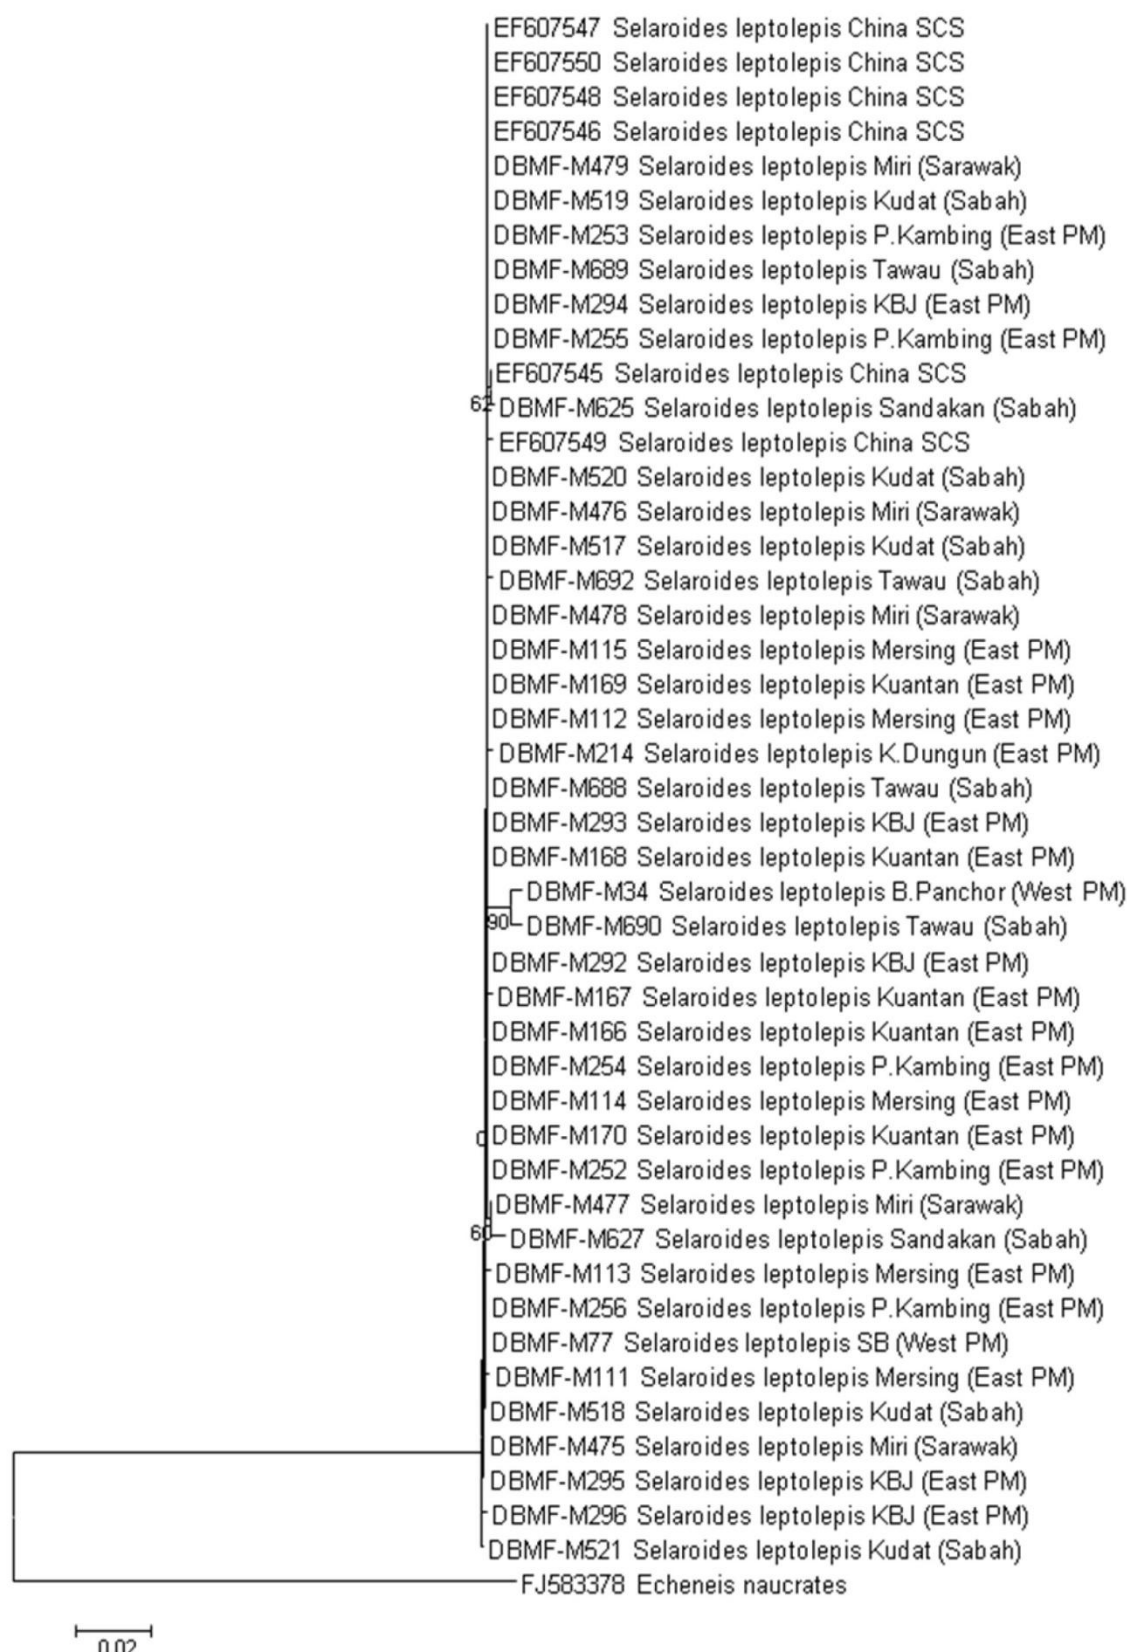 EF607547 Selaroides leptolepis China SCS
EF607550 Selaroides leptolepis China SCS
EF607548 Selaroides leptolepis China SCS
EF607546 Selaroides leptolepis China SCS
DBMF-M479 Selaroides leptolepis Miri (Sarawak)
DBMF-M519 Selaroides leptolepis Kudat (Sabah)
DBMF-M253 Selaroides leptolepis P.Kambing (East PM)
DBMF-M689 Selaroides leptolepis Tawau (Sabah)
DBMF-M294 Selaroides leptolepis KBJ (East PM)
DBMF-M255 Selaroides leptolepis P.Kambing (East PM)
EF607545 Selaroides leptolepis China SCS
62 DBMF-M625 Selaroides leptolepis Sandakan (Sabah)
EF607549 Selaroides leptolepis China SCS
DBMF-M520 Selaroides leptolepis Kudat (Sabah)
DBMF-M476 Selaroides leptolepis Miri (Sarawak)
DBMF-M517 Selaroides leptolepis Kudat (Sabah)
DBMF-M692 Selaroides leptolepis Tawau (Sabah)
DBMF-M478 Selaroides leptolepis Miri (Sarawak)
DBMF-M115 Selaroides leptolepis Mersing (East PM)
DBMF-M169 Selaroides leptolepis Kuantan (East PM)
DBMF-M112 Selaroides leptolepis Mersing (East PM)
DBMF-M214 Selaroides leptolepis K.Dungun (East PM)
DBMF-M688 Selaroides leptolepis Tawau (Sabah)
DBMF-M293 Selaroides leptolepis KBJ (East PM)
DBMF-M168 Selaroides leptolepis Kuantan (East PM)
DBMF-M34 Selaroides leptolepis B.Panchor (West PM)
90 DBMF-M690 Selaroides leptolepis Tawau (Sabah)
DBMF-M292 Selaroides leptolepis KBJ (East PM)
DBMF-M167 Selaroides leptolepis Kuantan (East PM)
DBMF-M166 Selaroides leptolepis Kuantan (East PM)
DBMF-M254 Selaroides leptolepis P.Kambing (East PM)
DBMF-M114 Selaroides leptolepis Mersing (East PM)
0 DBMF-M170 Selaroides leptolepis Kuantan (East PM)
DBMF-M252 Selaroides leptolepis P.Kambing (East PM)
DBMF-M477 Selaroides leptolepis Miri (Sarawak)
60 DBMF-M627 Selaroides leptolepis Sandakan (Sabah)
DBMF-M113 Selaroides leptolepis Mersing (East PM)
DBMF-M256 Selaroides leptolepis P.Kambing (East PM)
DBMF-M77 Selaroides leptolepis SB (West PM)
DBMF-M111 Selaroides leptolepis Mersing (East PM)
DBMF-M518 Selaroides leptolepis Kudat (Sabah)
DBMF-M475 Selaroides leptolepis Miri (Sarawak)
DBMF-M295 Selaroides leptolepis KBJ (East PM)
DBMF-M296 Selaroides leptolepis KBJ (East PM)
DBMF-M521 Selaroides leptolepis Kudat (Sabah)
FJ583378 Echeneis naucrates
0.02